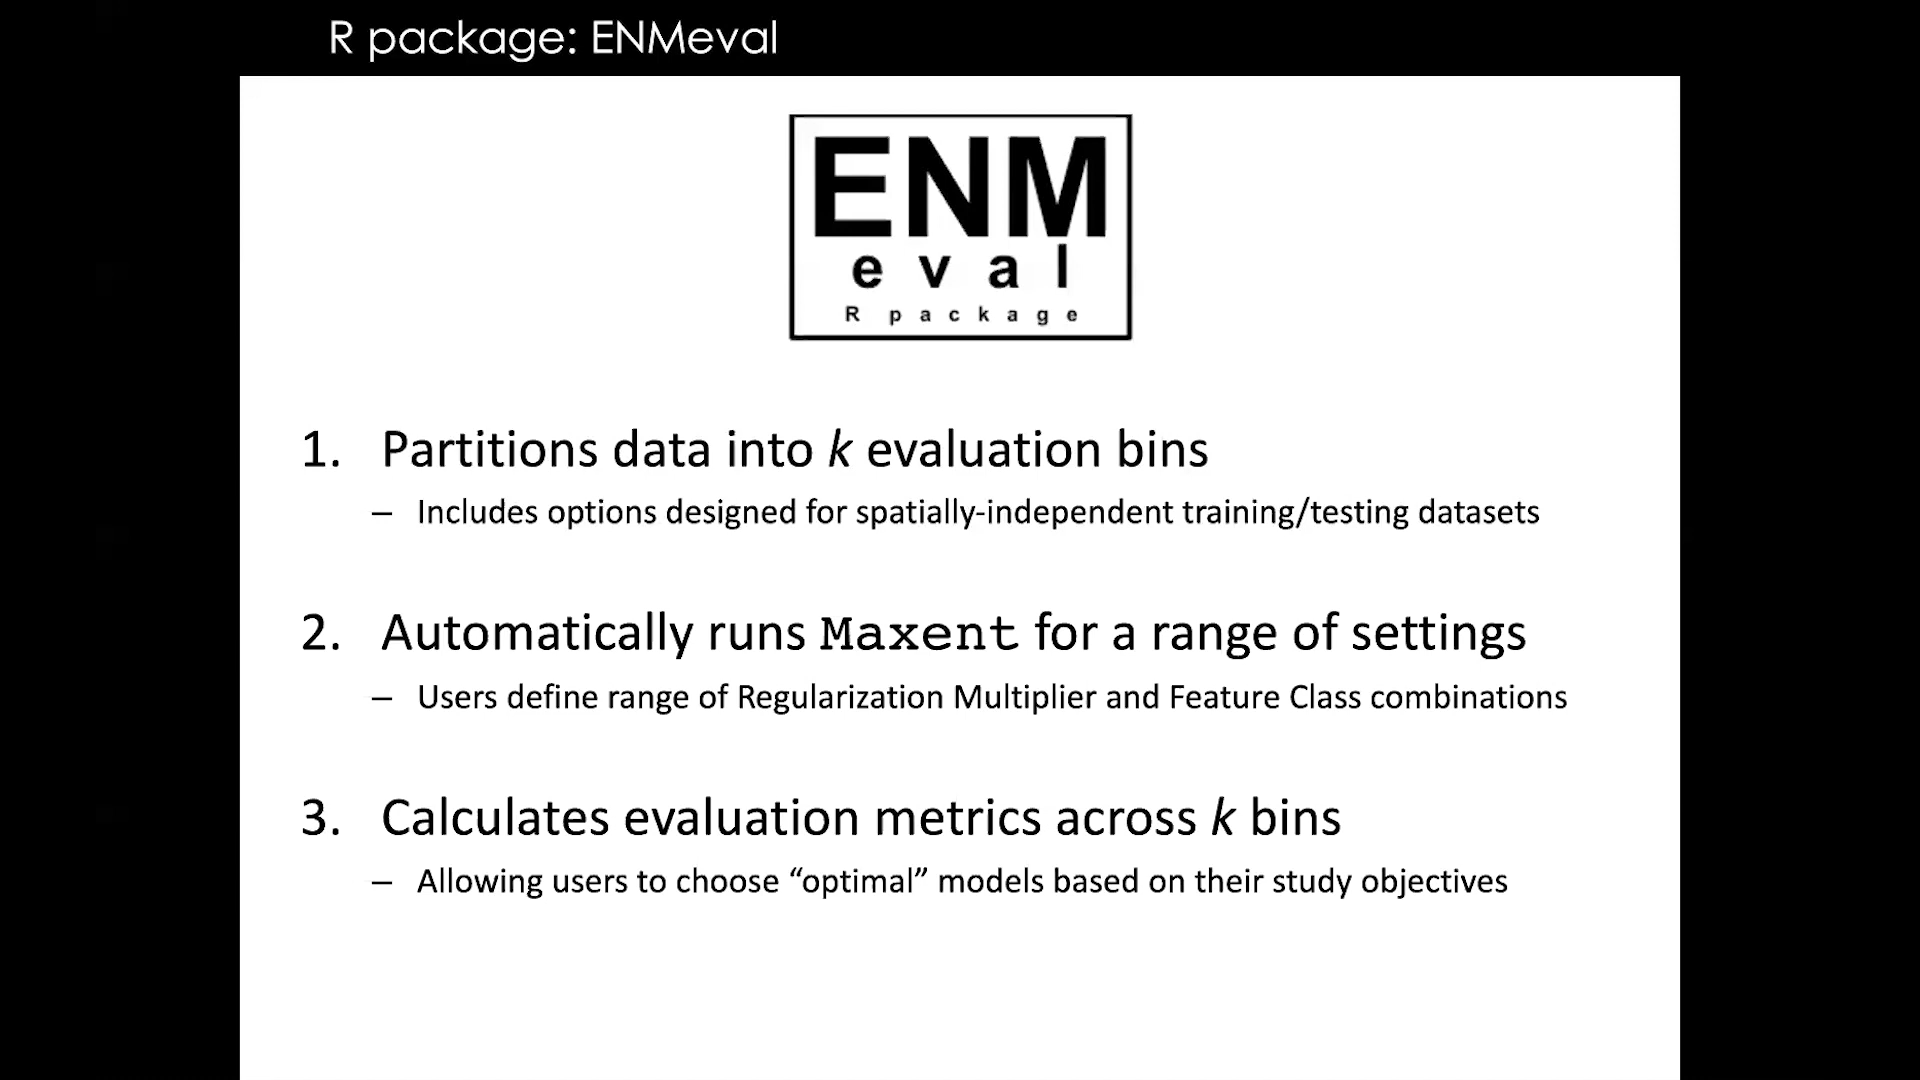 R package: ENMeval
ENM
eval
R package
1. Partitions data into k evaluation bins
– Includes options designed for spatially-independent training/testing datasets
2. Automatically runs Maxent for a range of settings
– Users define range of Regularization Multiplier and Feature Class combinations
3. Calculates evaluation metrics across k bins
– Allowing users to choose “optimal” models based on their study objectives